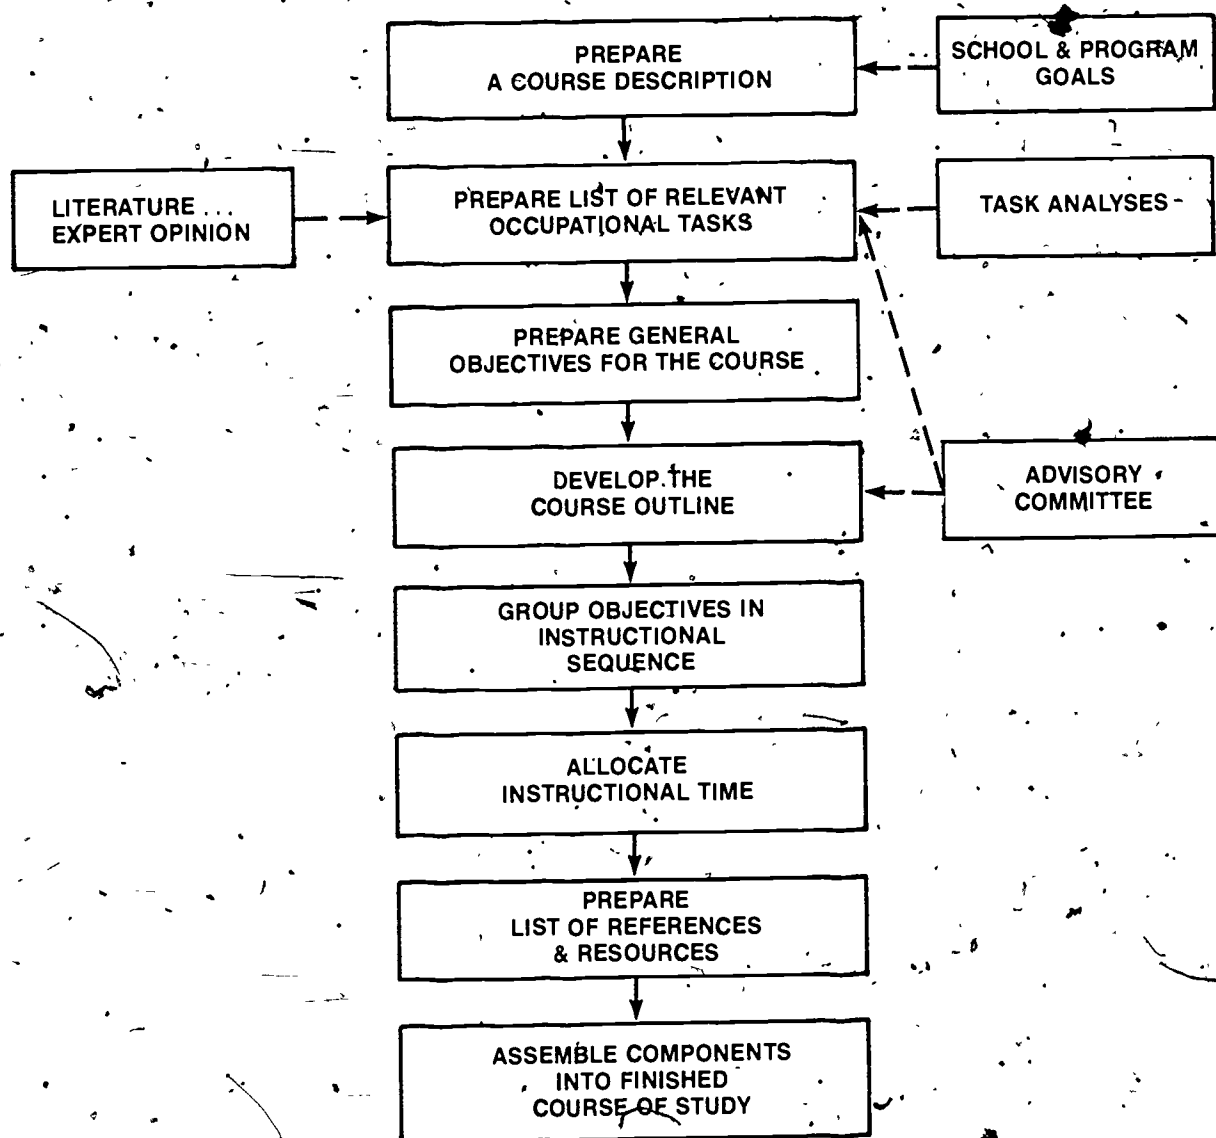 PREPARE
A COURSE DESCRIPTION
SCHOOL & PROGRAM
GOALS
LITERATURE ...
EXPERT OPINION
PREPARE LIST OF RELEVANT
OCCUPATIONAL TASKS
TASK ANALYSES
PREPARE GENERAL
OBJECTIVES FOR THE COURSE
DEVELOP THE
COURSE OUTLINE
ADVISORY
COMMITTEE
GROUP OBJECTIVES IN
INSTRUCTIONAL
SEQUENCE
ALLOCATE
INSTRUCTIONAL TIME
PREPARE
LIST OF REFERENCES
& RESOURCES
ASSEMBLE COMPONENTS
INTO FINISHED
COURSE OF STUDY